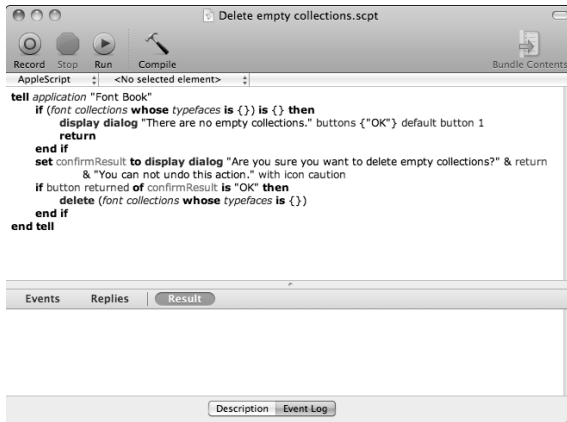 Delete empty collections.scpt
Record Stop Run Compile Bundle Contents
AppleScript <No selected element>
tell application "Font Book"
if (font collections whose typefaces is {}) is {} then
display dialog "There are no empty collections." buttons {"OK"} default button 1
return
end if
set confirmResult to display dialog "Are you sure you want to delete empty collections?" & return
& "You can not undo this action." with icon caution
if button returned of confirmResult is "OK" then
delete (font collections whose typefaces is {})
end if
end tell
Events Replies Result
Description Event Log